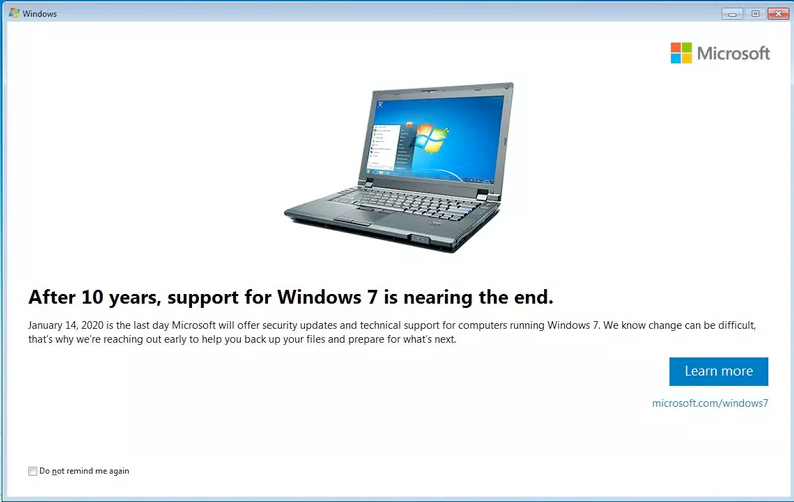 Windows
Microsoft
After 10 years, support for Windows 7 is nearing the end.
January 14, 2020 is the last day Microsoft will offer security updates and technical support for computers running Windows 7. We know change can be difficult,
that's why we're reaching out early to help you back up your files and prepare for what's next.
Learn more
microsoft.com/windows7
Do not remind me again